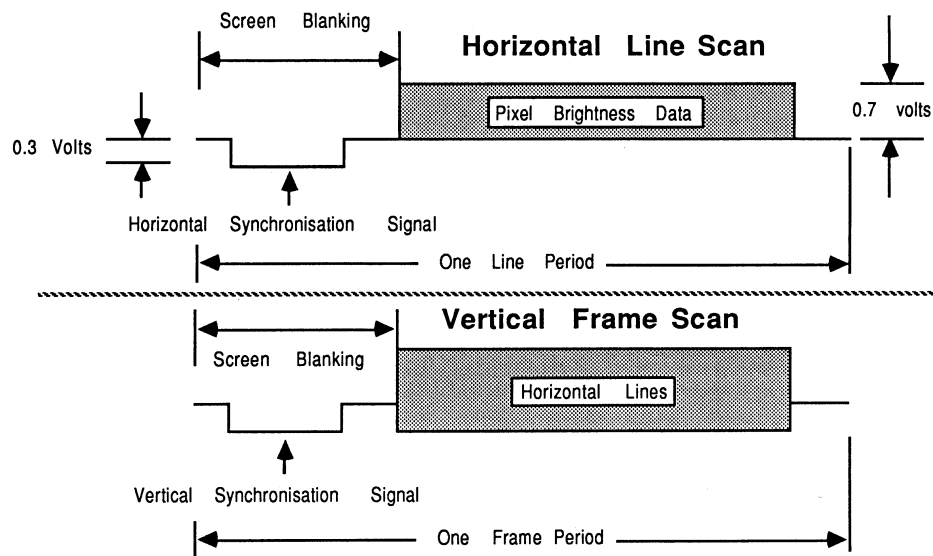 Screen Blanking
Horizontal Line Scan
Pixel Brightness Data
0.7 volts
0.3 Volts
Horizontal Synchronisation Signal
One Line Period
Vertical Frame Scan
Screen Blanking
Horizontal Lines
Vertical Synchronisation Signal
One Frame Period